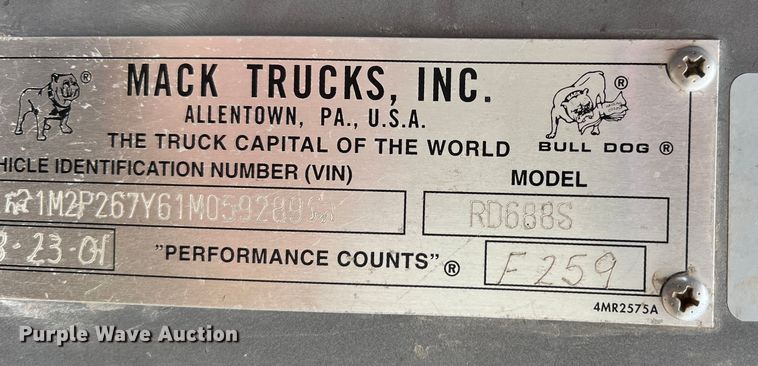 MACK TRUCKS, INC.
ALLENTOWN, PA., U.S.A.
THE TRUCK CAPITAL OF THE WORLD
®
BULL DOG ®
®
HICLE IDENTIFICATION NUMBER (VIN)
MODEL
1M2P267Y61M059289
RD688S
-23-01
"PERFORMANCE COUNTS"®
F259
4MR2575A
Purple Wave Auction